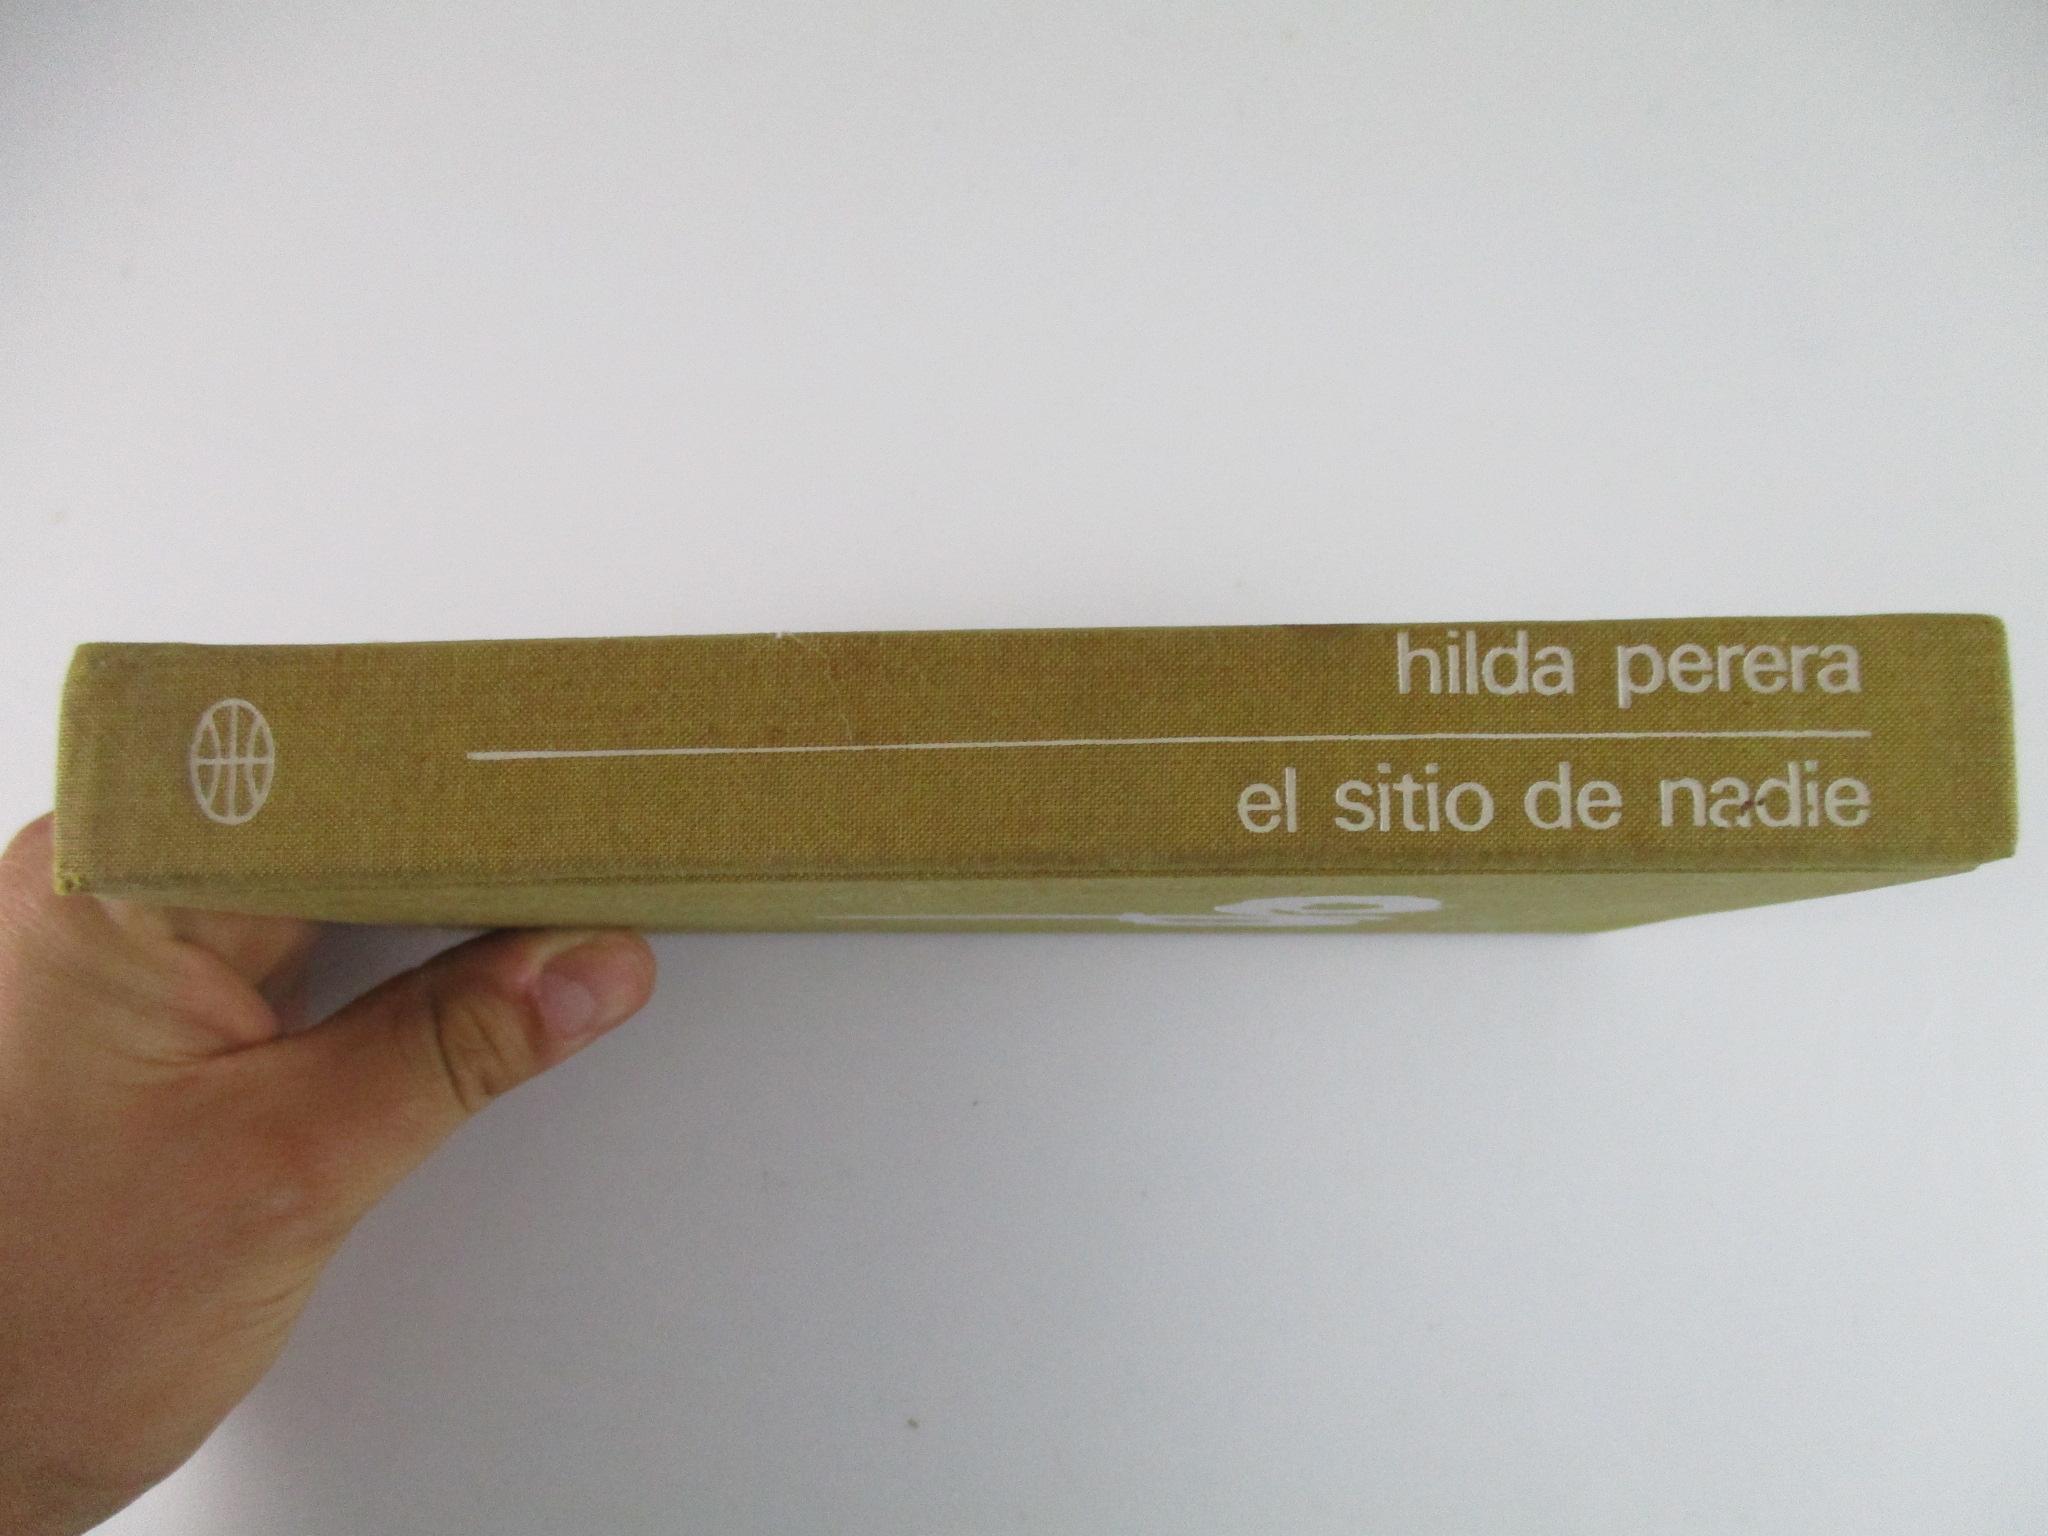 hilda perera
el sitio de nadie